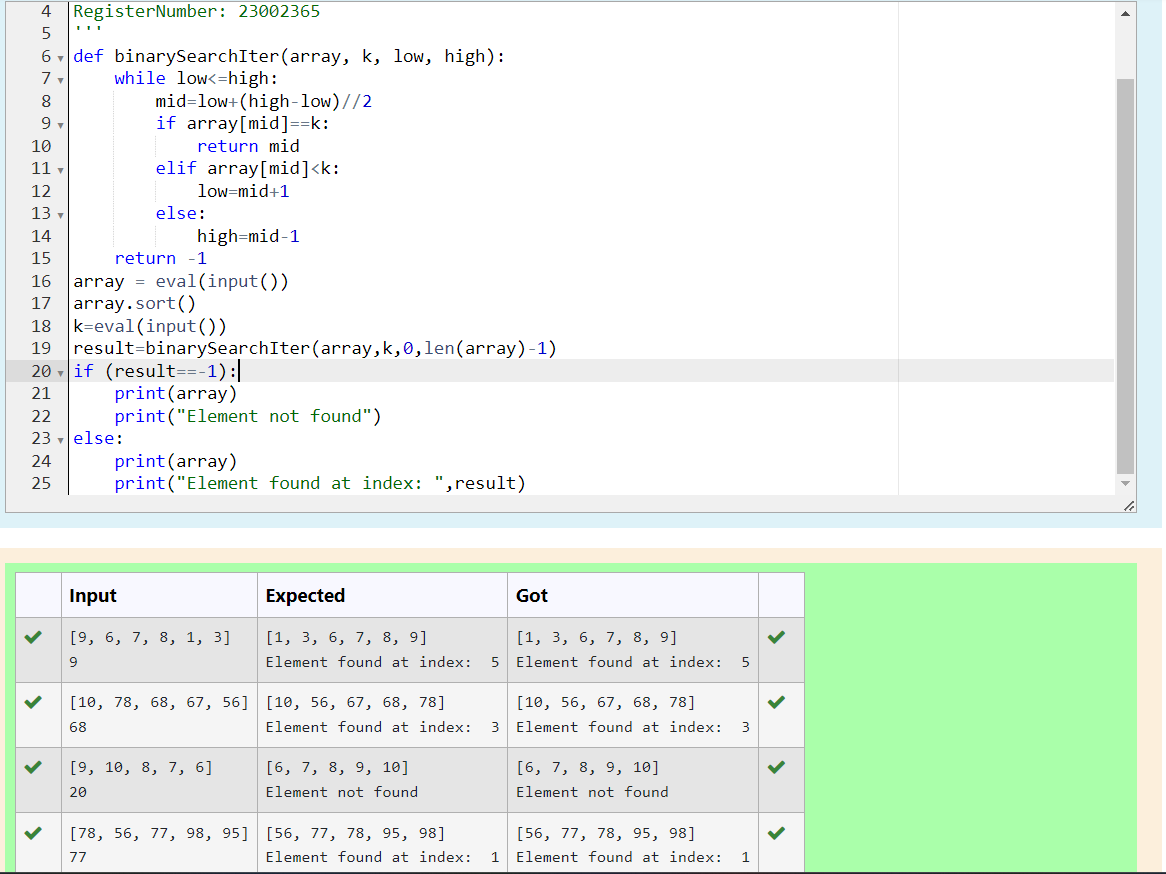 4 RegisterNumber: 23002365
5 '''
6 def binarySearchIter(array, k, low, high):
7     while low<=high:
8         mid=low+(high-low)//2
9         if array[mid]==k:
10             return mid
11         elif array[mid]<k:
12             low=mid+1
13         else:
14             high=mid-1
15     return -1
16 array = eval(input())
17 array.sort()
18 k=eval(input())
19 result=binarySearchIter(array,k,0,len(array)-1)
20 if (result==-1):
21     print(array)
22     print("Element not found")
23 else:
24     print(array)
25     print("Element found at index: ",result)
Input Expected Got
[9, 6, 7, 8, 1, 3] [1, 3, 6, 7, 8, 9] [1, 3, 6, 7, 8, 9]
9 Element found at index:  5 Element found at index:  5
[10, 78, 68, 67, 56] [10, 56, 67, 68, 78] [10, 56, 67, 68, 78]
68 Element found at index:  3 Element found at index:  3
[9, 10, 8, 7, 6] [6, 7, 8, 9, 10] [6, 7, 8, 9, 10]
20 Element not found Element not found
[78, 56, 77, 98, 95] [56, 77, 78, 95, 98] [56, 77, 78, 95, 98]
77 Element found at index:  1 Element found at index:  1